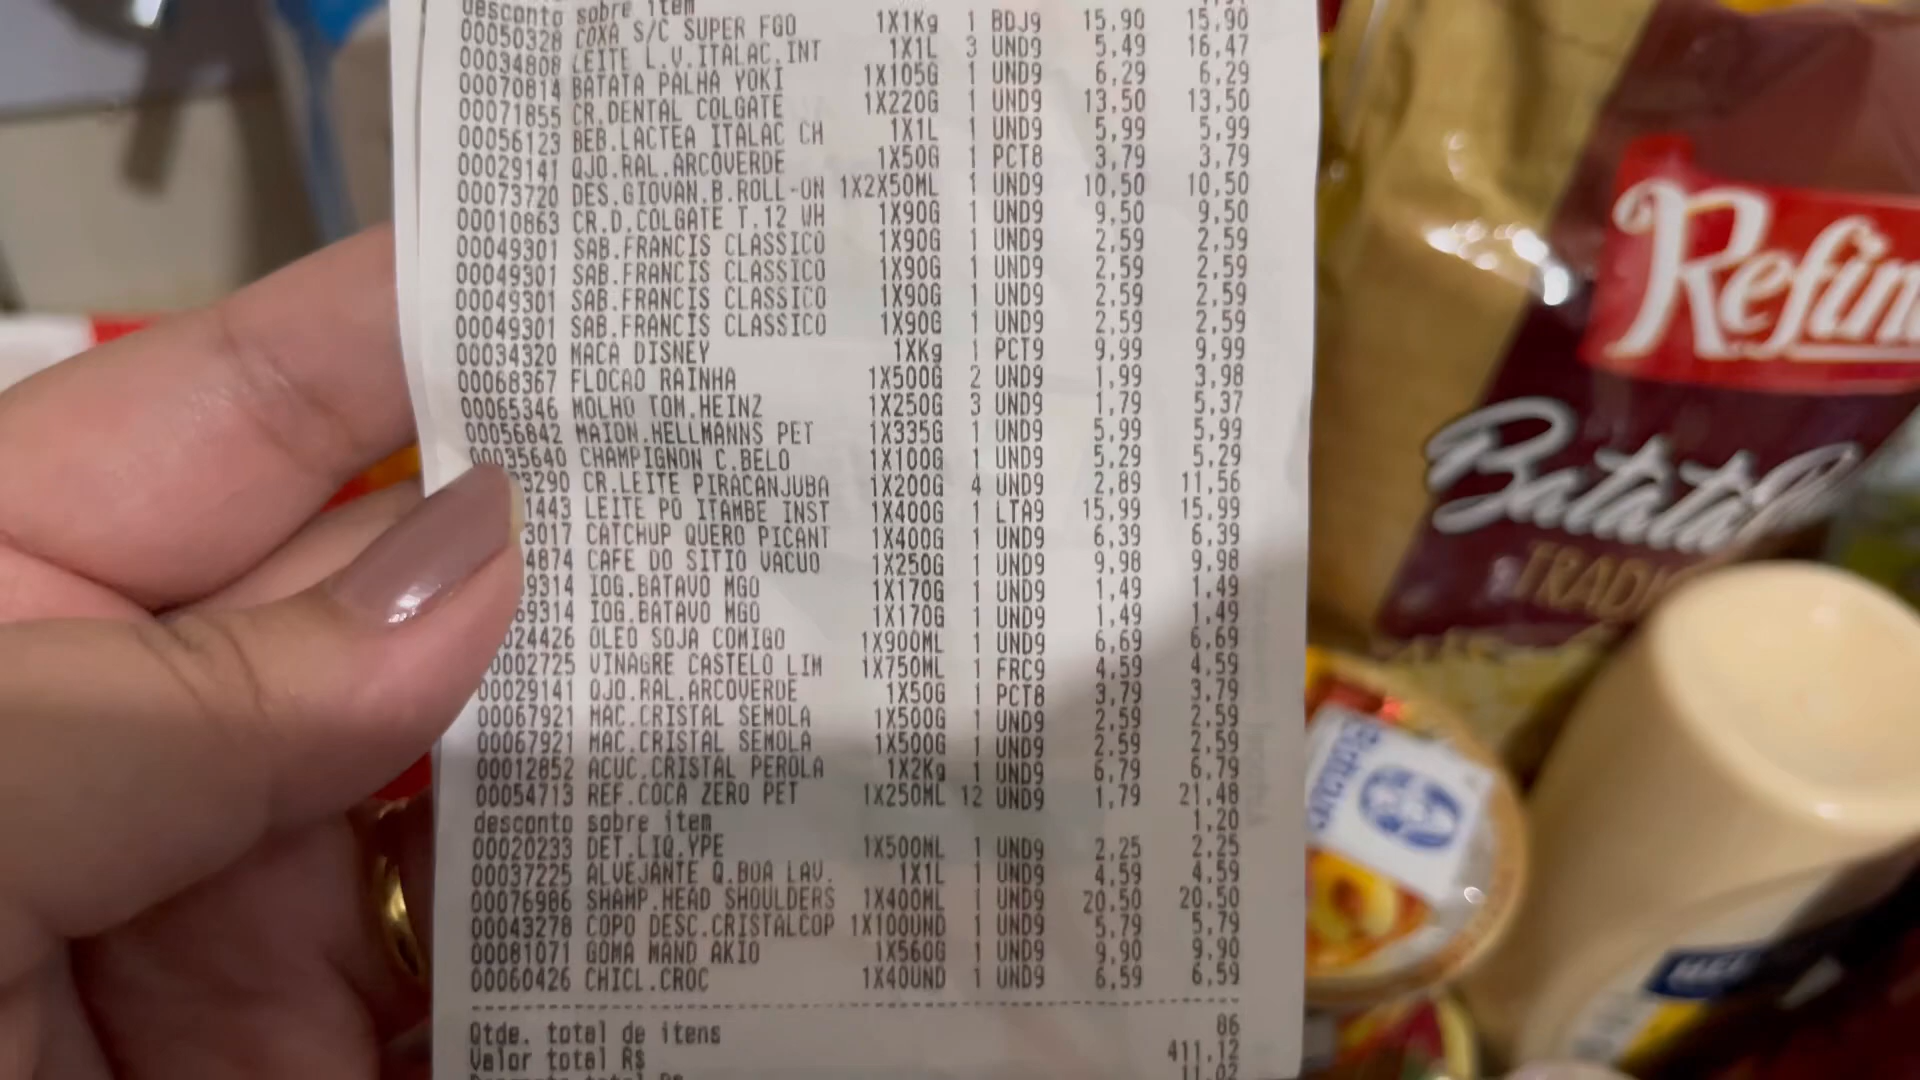 desconto sobre item
00050328 COXA S/C SUPER FGO 1X1Kg 1 BDJ9 15,90 15,90
00034808 LEITE L.V.ITALAC.INT 1X1L 3 UND9 5,49 16,47
00070814 BATATA PALHA YOKI 1X105G 1 UND9 6,29 6,29
00071855 CR.DENTAL COLGATE 1X220G 1 UND9 13,50 13,50
00056123 BEB.LACTEA ITALAC CH 1X1L 1 UND9 5,99 5,99
00029141 QJO.RAL.ARCOVERDE 1X50G 1 PCT8 3,79 3,79
00073720 DES.GIOVAN.B.ROLL-ON 1X2X50ML 1 UND9 10,50 10,50
00010863 CR.D.COLGATE T.12 WH 1X90G 1 UND9 9,50 9,50
00049301 SAB.FRANCIS CLASSICO 1X90G 1 UND9 2,59 2,59
00049301 SAB.FRANCIS CLASSICO 1X90G 1 UND9 2,59 2,59
00049301 SAB.FRANCIS CLASSICO 1X90G 1 UND9 2,59 2,59
00049301 SAB.FRANCIS CLASSICO 1X90G 1 UND9 2,59 2,59
00034320 MACA DISNEY 1XKg 1 PCT9 9,99 9,99
00068367 FLOCAO RAINHA 1X500G 2 UND9 1,99 3,98
00065346 MOLHO TOM.HEINZ 1X250G 3 UND9 1,79 5,37
00056842 MAION.HELLMANNS PET 1X335G 1 UND9 5,99 5,99
00035640 CHAMPIGNON C.BELO 1X100G 1 UND9 5,29 5,29
3290 CR.LEITE PIRACANJUBA 1X200G 4 UND9 2,89 11,56
1443 LEITE PO ITAMBE INST 1X400G 1 LTA9 15,99 15,99
3017 CATCHUP QUERO PICANT 1X400G 1 UND9 6,39 6,39
4874 CAFE DO SITIO VACUO 1X250G 1 UND9 9,98 9,98
9314 IOG.BATAVO MGO 1X170G 1 UND9 1,49 1,49
69314 IOG.BATAVO MGO 1X170G 1 UND9 1,49 1,49
024426 OLEO SOJA COMIGO 1X900ML 1 UND9 6,69 6,69
0002725 VINAGRE CASTELO LIM 1X750ML 1 FRC9 4,59 4,59
00029141 QJO.RAL.ARCOVERDE 1X50G 1 PCT8 3,79 3,79
00067921 MAC.CRISTAL SEMOLA 1X500G 1 UND9 2,59 2,59
00067921 MAC.CRISTAL SEMOLA 1X500G 1 UND9 2,59 2,59
00012852 ACUC.CRISTAL PEROLA 1X2Kg 1 UND9 6,79 6,79
00054713 REF.COCA ZERO PET 1X250ML 12 UND9 1,79 21,48
desconto sobre item 1,20
00020233 DET.LIQ.YPE 1X500ML 1 UND9 2,25 2,25
00037225 ALVEJANTE Q.BOA LAV. 1X1L 1 UND9 4,59 4,59
00076986 SHAMP.HEAD SHOULDERS 1X400ML 1 UND9 20,50 20,50
00043278 COPO DESC.CRISTALCOP 1X100UND 1 UND9 5,79 5,79
00081071 GOMA MAND AKIO 1X560G 1 UND9 9,90 9,90
00060426 CHICL.CROC 1X40UND 1 UND9 6,59 6,59
Qtde. total de itens 86
Valor total R$ 411,12
11,02
Refin
Batata
TRADI